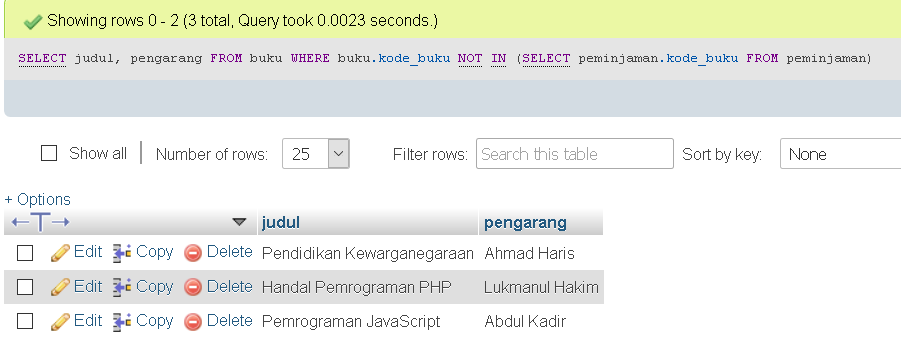 Showing rows 0 - 2 (3 total, Query took 0.0023 seconds.)
SELECT judul, pengarang FROM buku WHERE buku.kode_buku NOT IN (SELECT peminjaman.kode_buku FROM peminjaman)
Show all Number of rows: 25 Filter rows: Search this table Sort by key: None
+ Options
judul pengarang
Edit Copy Delete Pendidikan Kewarganegaraan Ahmad Haris
Edit Copy Delete Handal Pemrograman PHP Lukmanul Hakim
Edit Copy Delete Pemrograman JavaScript Abdul Kadir